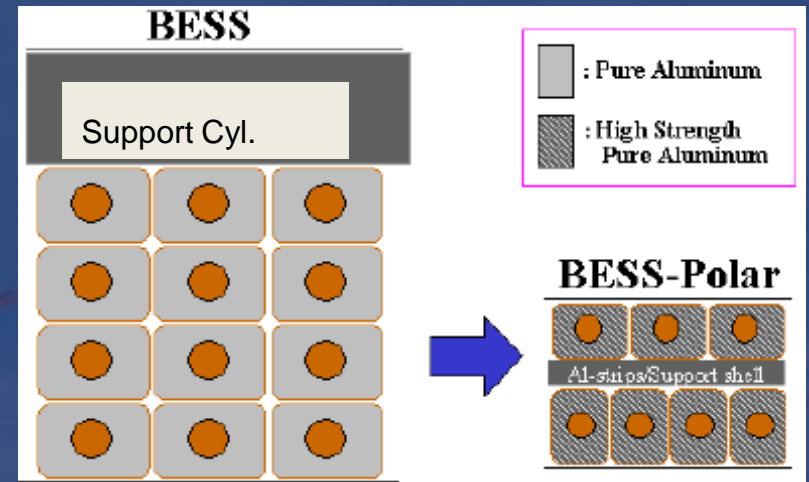 BESS
Support Cyl.
: Pure Aluminum
: High Strength
Pure Aluminum
BESS-Polar
Al-strips/Support shell